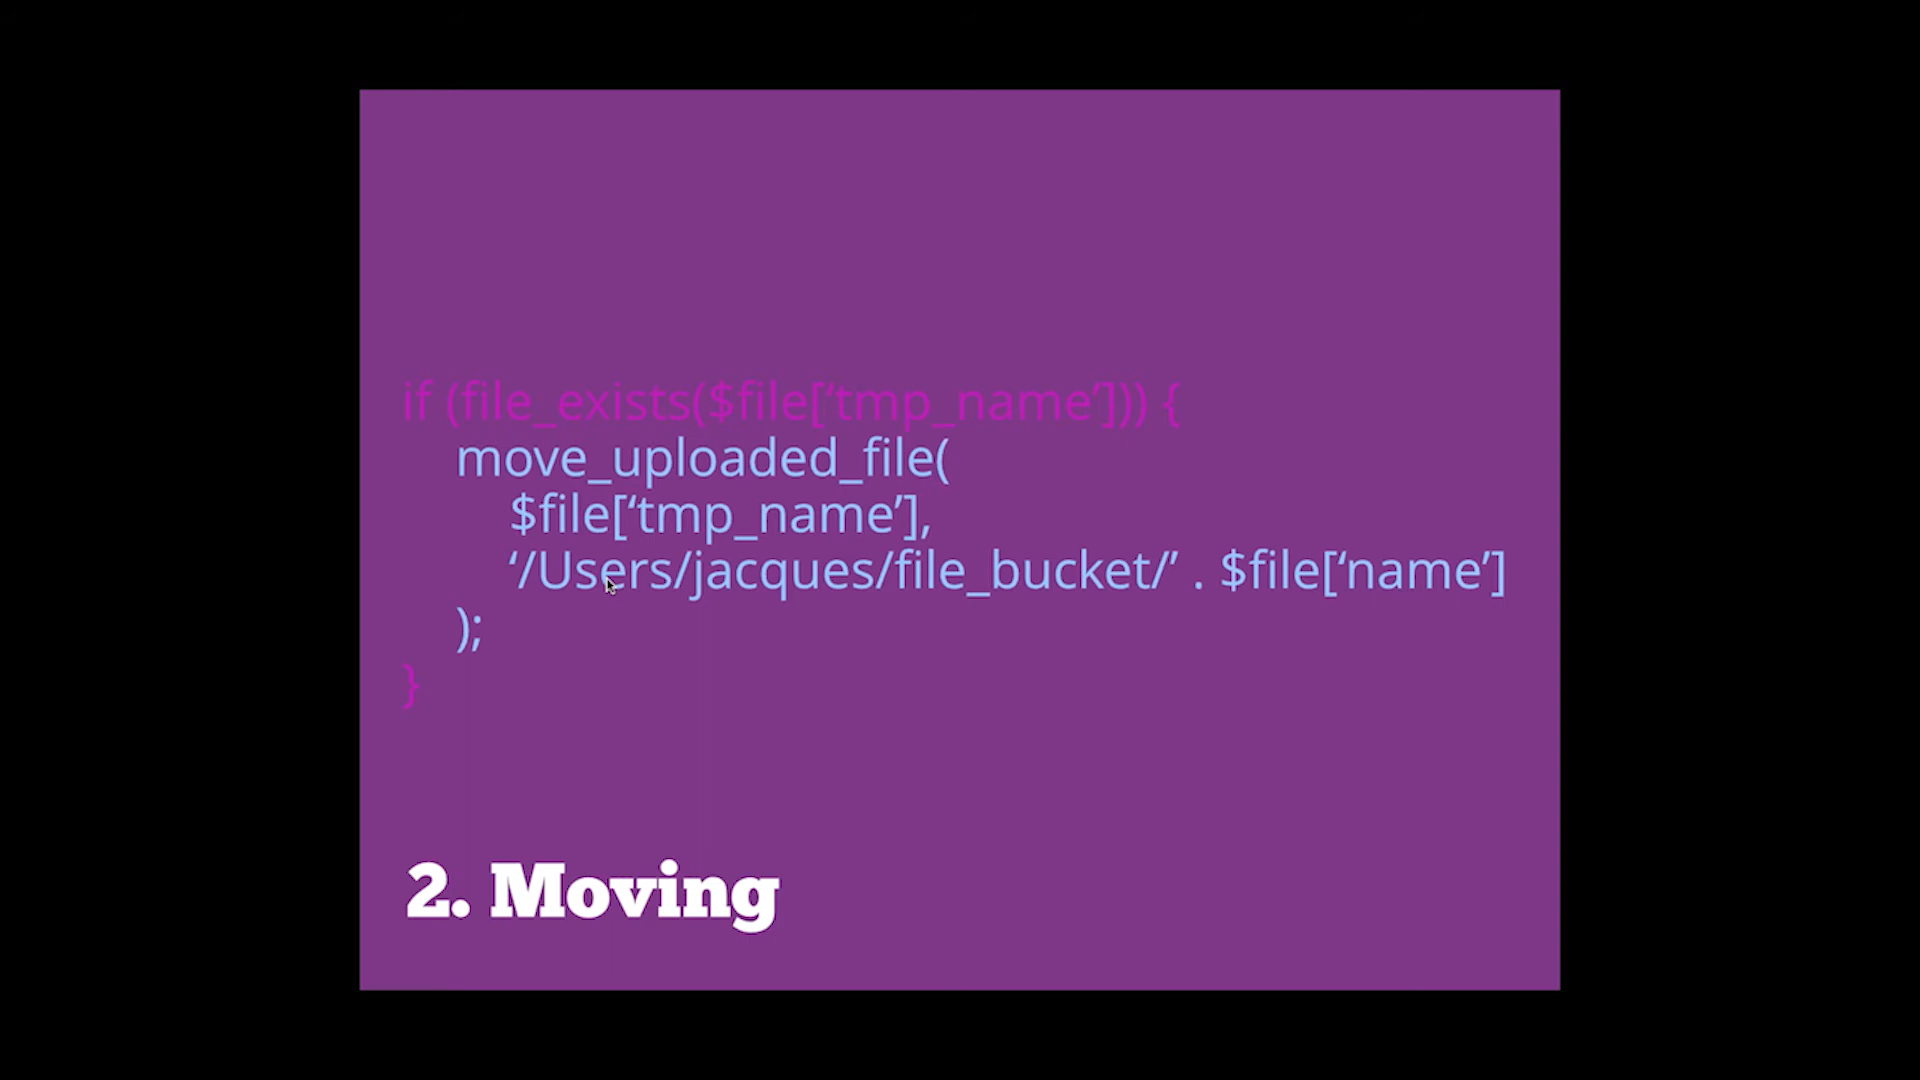 if (file_exists($file[‘tmp_name’])) {
move_uploaded_file(
$file[‘tmp_name’],
‘/Users/jacques/file_bucket/’ . $file[‘name’]
);
}
2. Moving